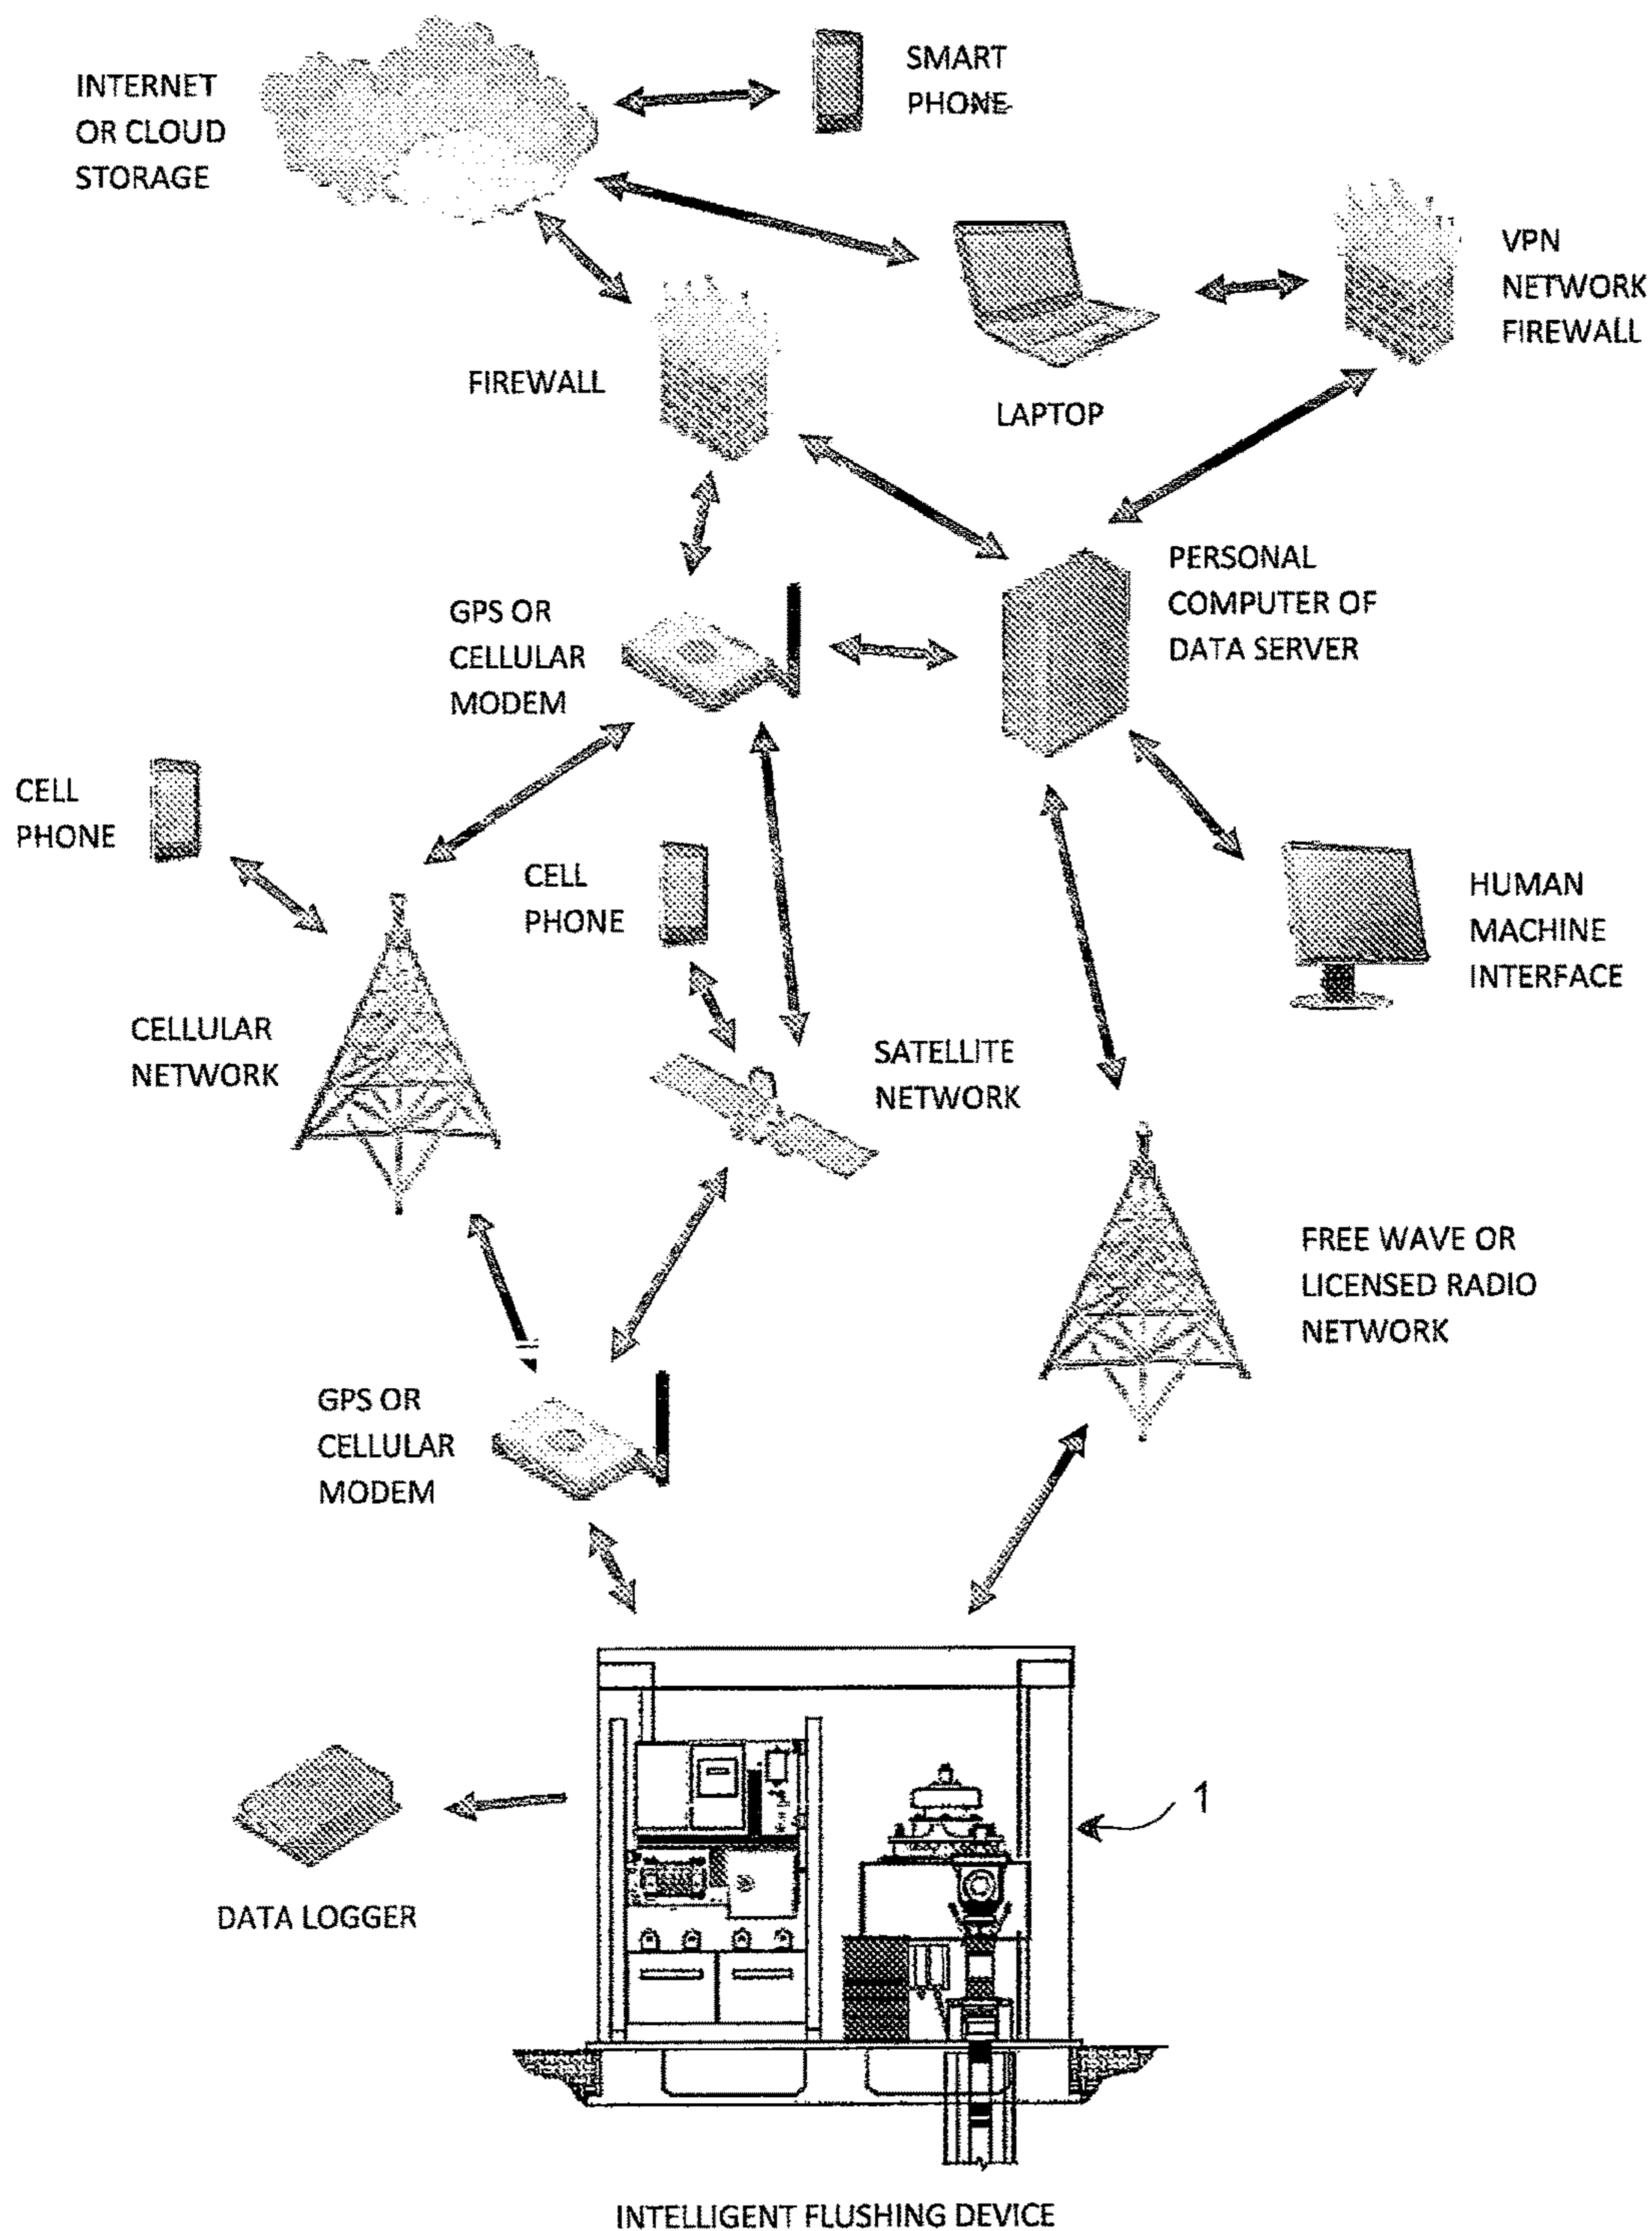 INTERNET
OR CLOUD
STORAGE
SMART
PHONE
VPN
NETWORK
FIREWALL
FIREWALL
LAPTOP
PERSONAL
COMPUTER OF
DATA SERVER
GPS OR
CELLULAR
MODEM
CELL
PHONE
CELL
PHONE
HUMAN
MACHINE
INTERFACE
CELLULAR
NETWORK
SATELLITE
NETWORK
FREE WAVE OR
LICENSED RADIO
NETWORK
GPS OR
CELLULAR
MODEM
1
DATA LOGGER
INTELLIGENT FLUSHING DEVICE